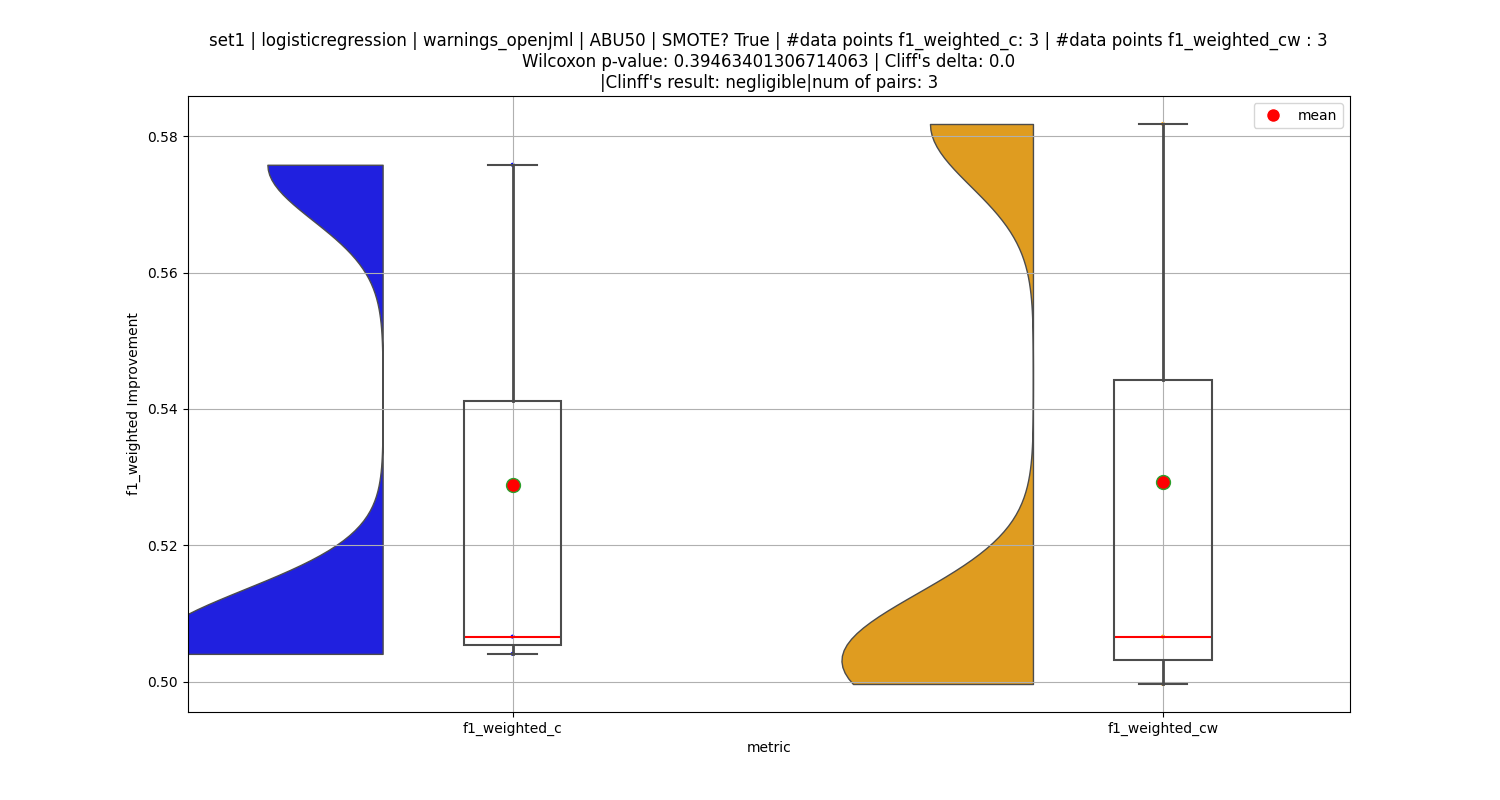 set1 | logisticregression | warnings_openjml | ABU50 | SMOTE? True | #data points f1_weighted_c: 3 | #data points f1_weighted_cw : 3
Wilcoxon p-value: 0.39463401306714063 | Cliff's delta: 0.0
|Clinff's result: negligible|num of pairs: 3
mean
f1_weighted Improvement
0.58
0.56
0.54
0.52
0.50
f1_weighted_c
f1_weighted_cw
metric